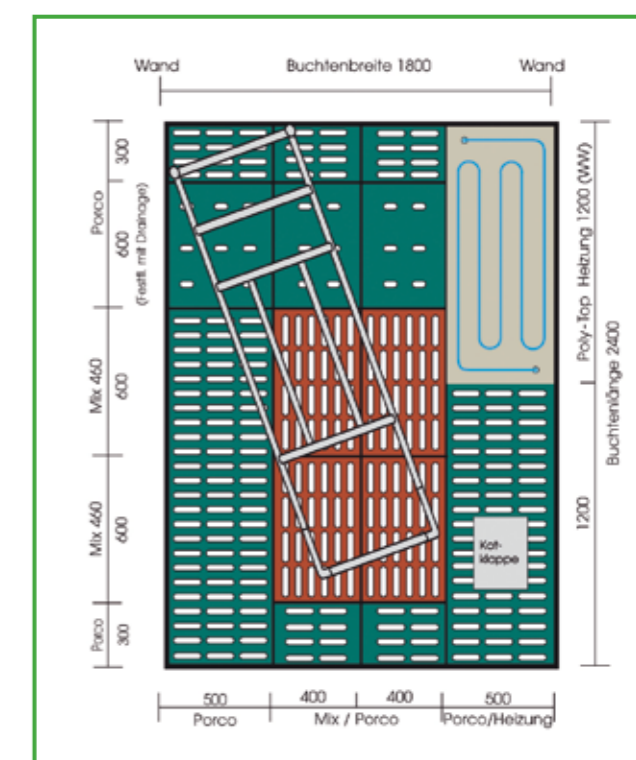 Wand Buchtenbreite 1800 Wand
300
Porco
600
(Festfl. mit Drainage)
Mix 460
600
Mix 460
600
Porco
300
Poly-Top Heizung 1200 (WW)
Buchtenlänge 2400
1200
Kot-
klappe
500 400 400 500
Porco Mix / Porco Porco/Heizung